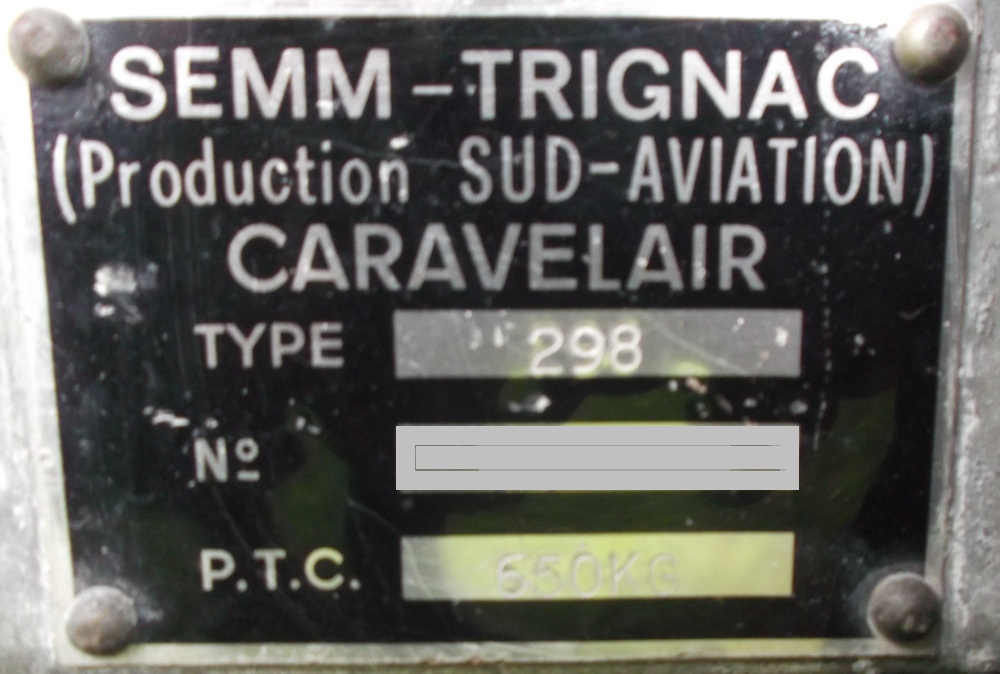 SEMM-TRIGNAC
(Production SUD-AVIATION)
CARAVELAIR
TYPE 298
Nº
P.T.C. 650KG